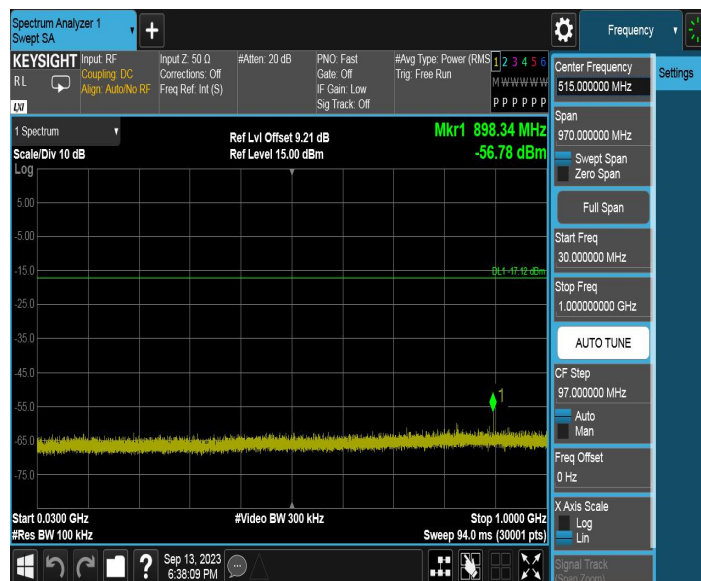 Spectrum Analyzer 1
Swept SA
Frequency
KEYSIGHT
RL
LXI
Input: RF
Coupling: DC
Align: Auto/No RF
Input Z: 50 Ω
Corrections: Off
Freq Ref: Int (S)
#Atten: 20 dB
PNO: Fast
Gate: Off
IF Gain: Low
Sig Track: Off
#Avg Type: Power (RMS
Trig: Free Run
1 2 3 4 5 6
M W W W W W
P P P P P P
1 Spectrum
Scale/Div 10 dB
Ref Lvl Offset 9.21 dB
Ref Level 15.00 dBm
Mkr1 898.34 MHz
-56.78 dBm
Log
5.00
-5.00
-15.0
-25.0
-35.0
-45.0
-55.0
-65.0
-75.0
DL1 -17.12 dBm
1
Start 0.0300 GHz
#Res BW 100 kHz
#Video BW 300 kHz
Stop 1.0000 GHz
Sweep 94.0 ms (30001 pts)
Center Frequency
515.000000 MHz
Span
970.000000 MHz
Swept Span
Zero Span
Full Span
Start Freq
30.000000 MHz
Stop Freq
1.000000000 GHz
AUTO TUNE
CF Step
97.000000 MHz
Auto
Man
Freq Offset
0 Hz
X Axis Scale
Log
Lin
Signal Track
(Span Zoom)
Settings
?
Sep 13, 2023
6:38:09 PM